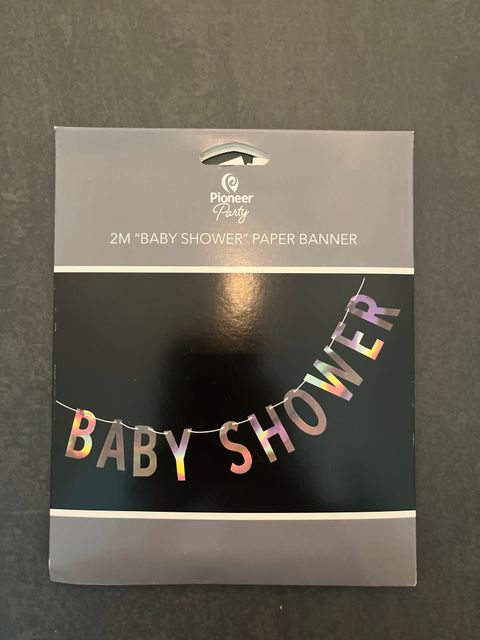 Pioneer
Party
2M “BABY SHOWER” PAPER BANNER
BABY SHOWER